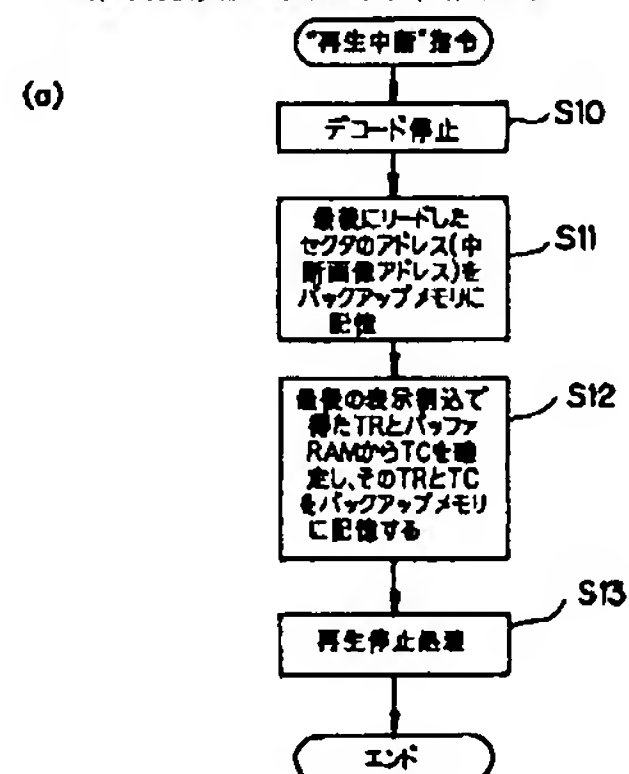 "再生中断"指令
(a)
デコード停止
S10
最後にリードした
セクタのアドレス(中
断画像アドレス)を
バックアップメモリに
記憶
S11
最後の表示割込で
得たTRとバッファ
RAMからTCを確
定し、そのTRとTC
をバックアップメモリ
に記憶する
S12
再生停止処理
S13
エンド